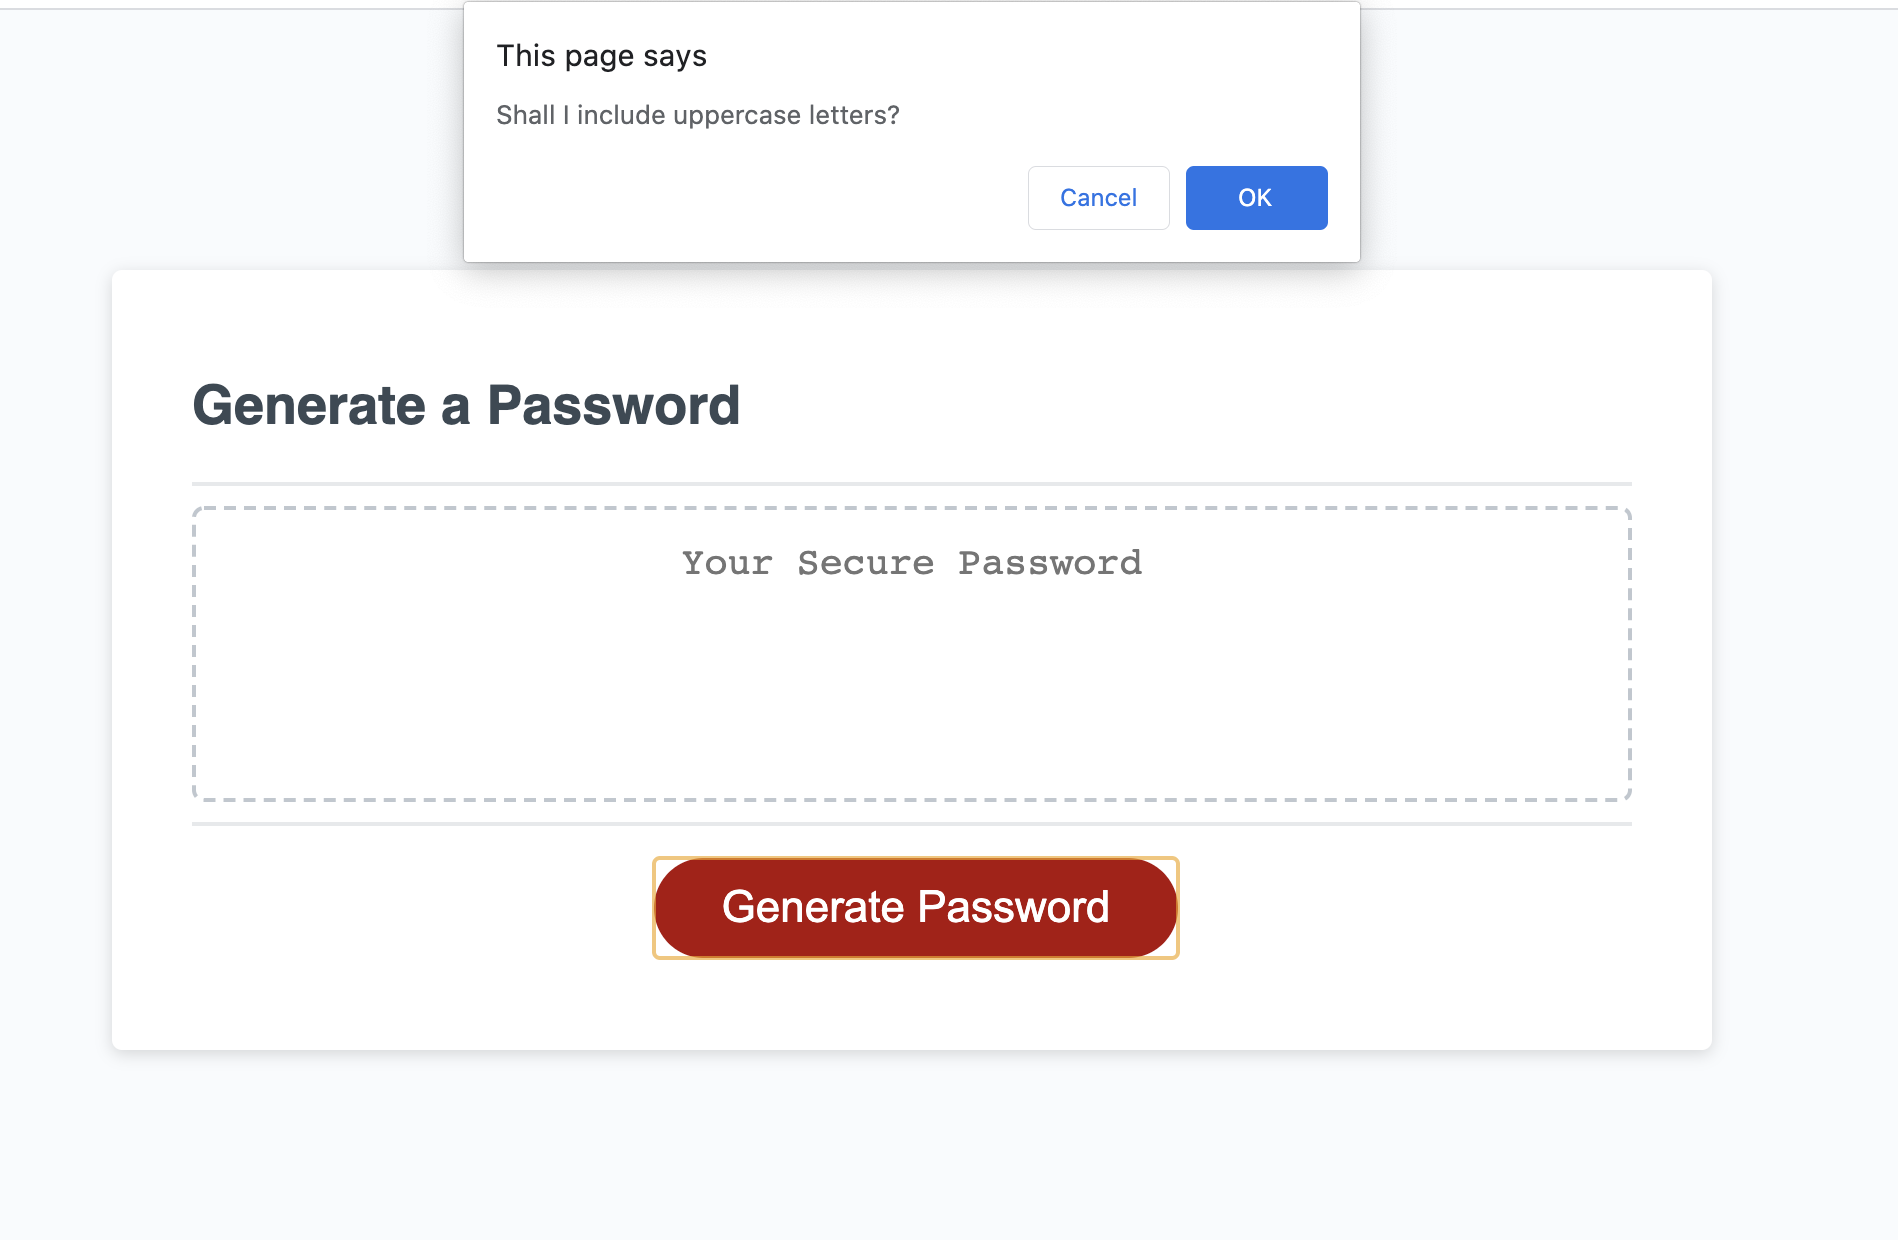 This page says
Shall I include uppercase letters?
Cancel OK
Generate a Password
Your Secure Password
Generate Password